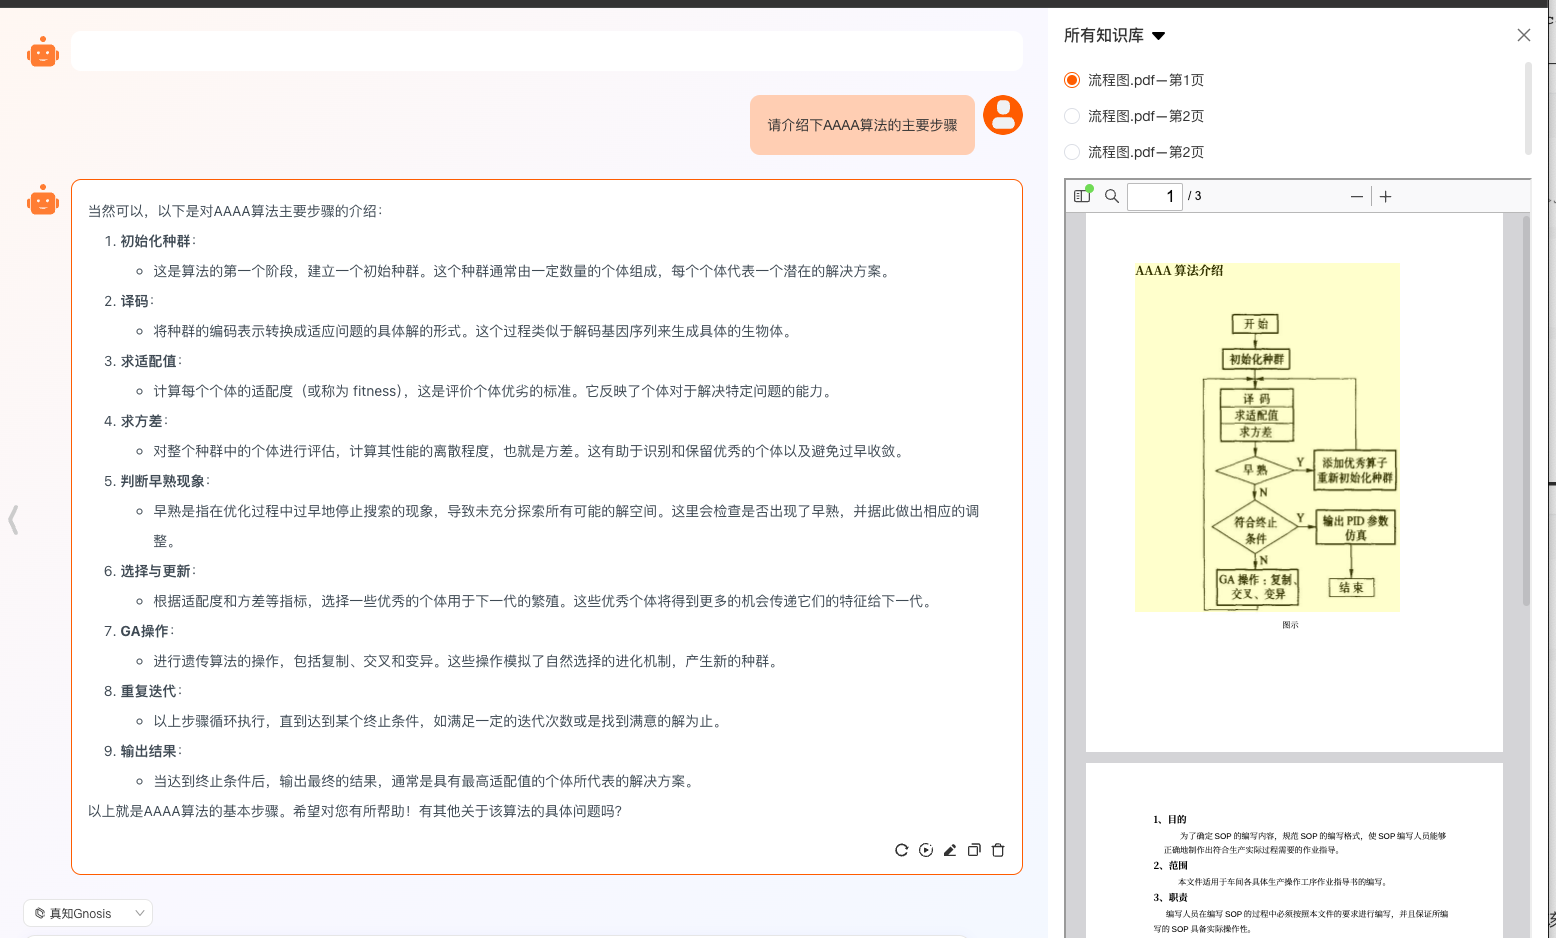 请介绍下AAAA算法的主要步骤
当然可以，以下是对AAAA算法主要步骤的介绍：
1. 初始化种群：
◦ 这是算法的第一个阶段，建立一个初始种群。这个种群通常由一定数量的个体组成，每个个体代表一个潜在的解决方案。
2. 译码：
◦ 将种群的编码表示转换成适应问题的具体解的形式。这个过程类似于解码基因序列来生成具体的生物体。
3. 求适配值：
◦ 计算每个个体的适配度（或称为 fitness），这是评价个体优劣的标准。它反映了个体对于解决特定问题的能力。
4. 求方差：
◦ 对整个种群中的个体进行评估，计算其性能的离散程度，也就是方差。这有助于识别和保留优秀的个体以及避免过早收敛。
5. 判断早熟现象：
◦ 早熟是指在优化过程中过早地停止搜索的现象，导致未充分探索所有可能的解空间。这里会检查是否出现了早熟，并据此做出相应的调
整。
6. 选择与更新：
◦ 根据适配度和方差等指标，选择一些优秀的个体用于下一代的繁殖。这些优秀个体将得到更多的机会传递它们的特征给下一代。
7. GA操作：
◦ 进行遗传算法的操作，包括复制、交叉和变异。这些操作模拟了自然选择的进化机制，产生新的种群。
8. 重复迭代：
◦ 以上步骤循环执行，直到达到某个终止条件，如满足一定的迭代次数或是找到满意的解为止。
9. 输出结果：
◦ 当达到终止条件后，输出最终的结果，通常是具有最高适配值的个体所代表的解决方案。
以上就是AAAA算法的基本步骤。希望对您有所帮助！有其他关于该算法的具体问题吗?
真知Gnosis
所有知识库
流程图.pdf—第1页
流程图.pdf—第2页
流程图.pdf—第2页
1 / 3
AAAA 算法介绍
开 始
初始化种群
译 码
求适配值
求方差
早 熟
Y
添加优秀算子
重新初始化种群
N
符合终止
条件
Y
输出 PID 参数
仿真
N
GA 操作：复制、
交叉、变异
结 束
图示
1、目的
为了确定 SOP 的编写内容，规范 SOP 的编写格式，使 SOP 编写人员能够
正确地制作出符合生产实际过程需要的作业指导。
2、范围
本文件适用于车间各具体生产操作工序作业指导书的编写。
3、职责
编写人员在编写 SOP 的过程中必须按照本文件的要求进行编写，并且保证所编
写的 SOP 具备实际操作性。